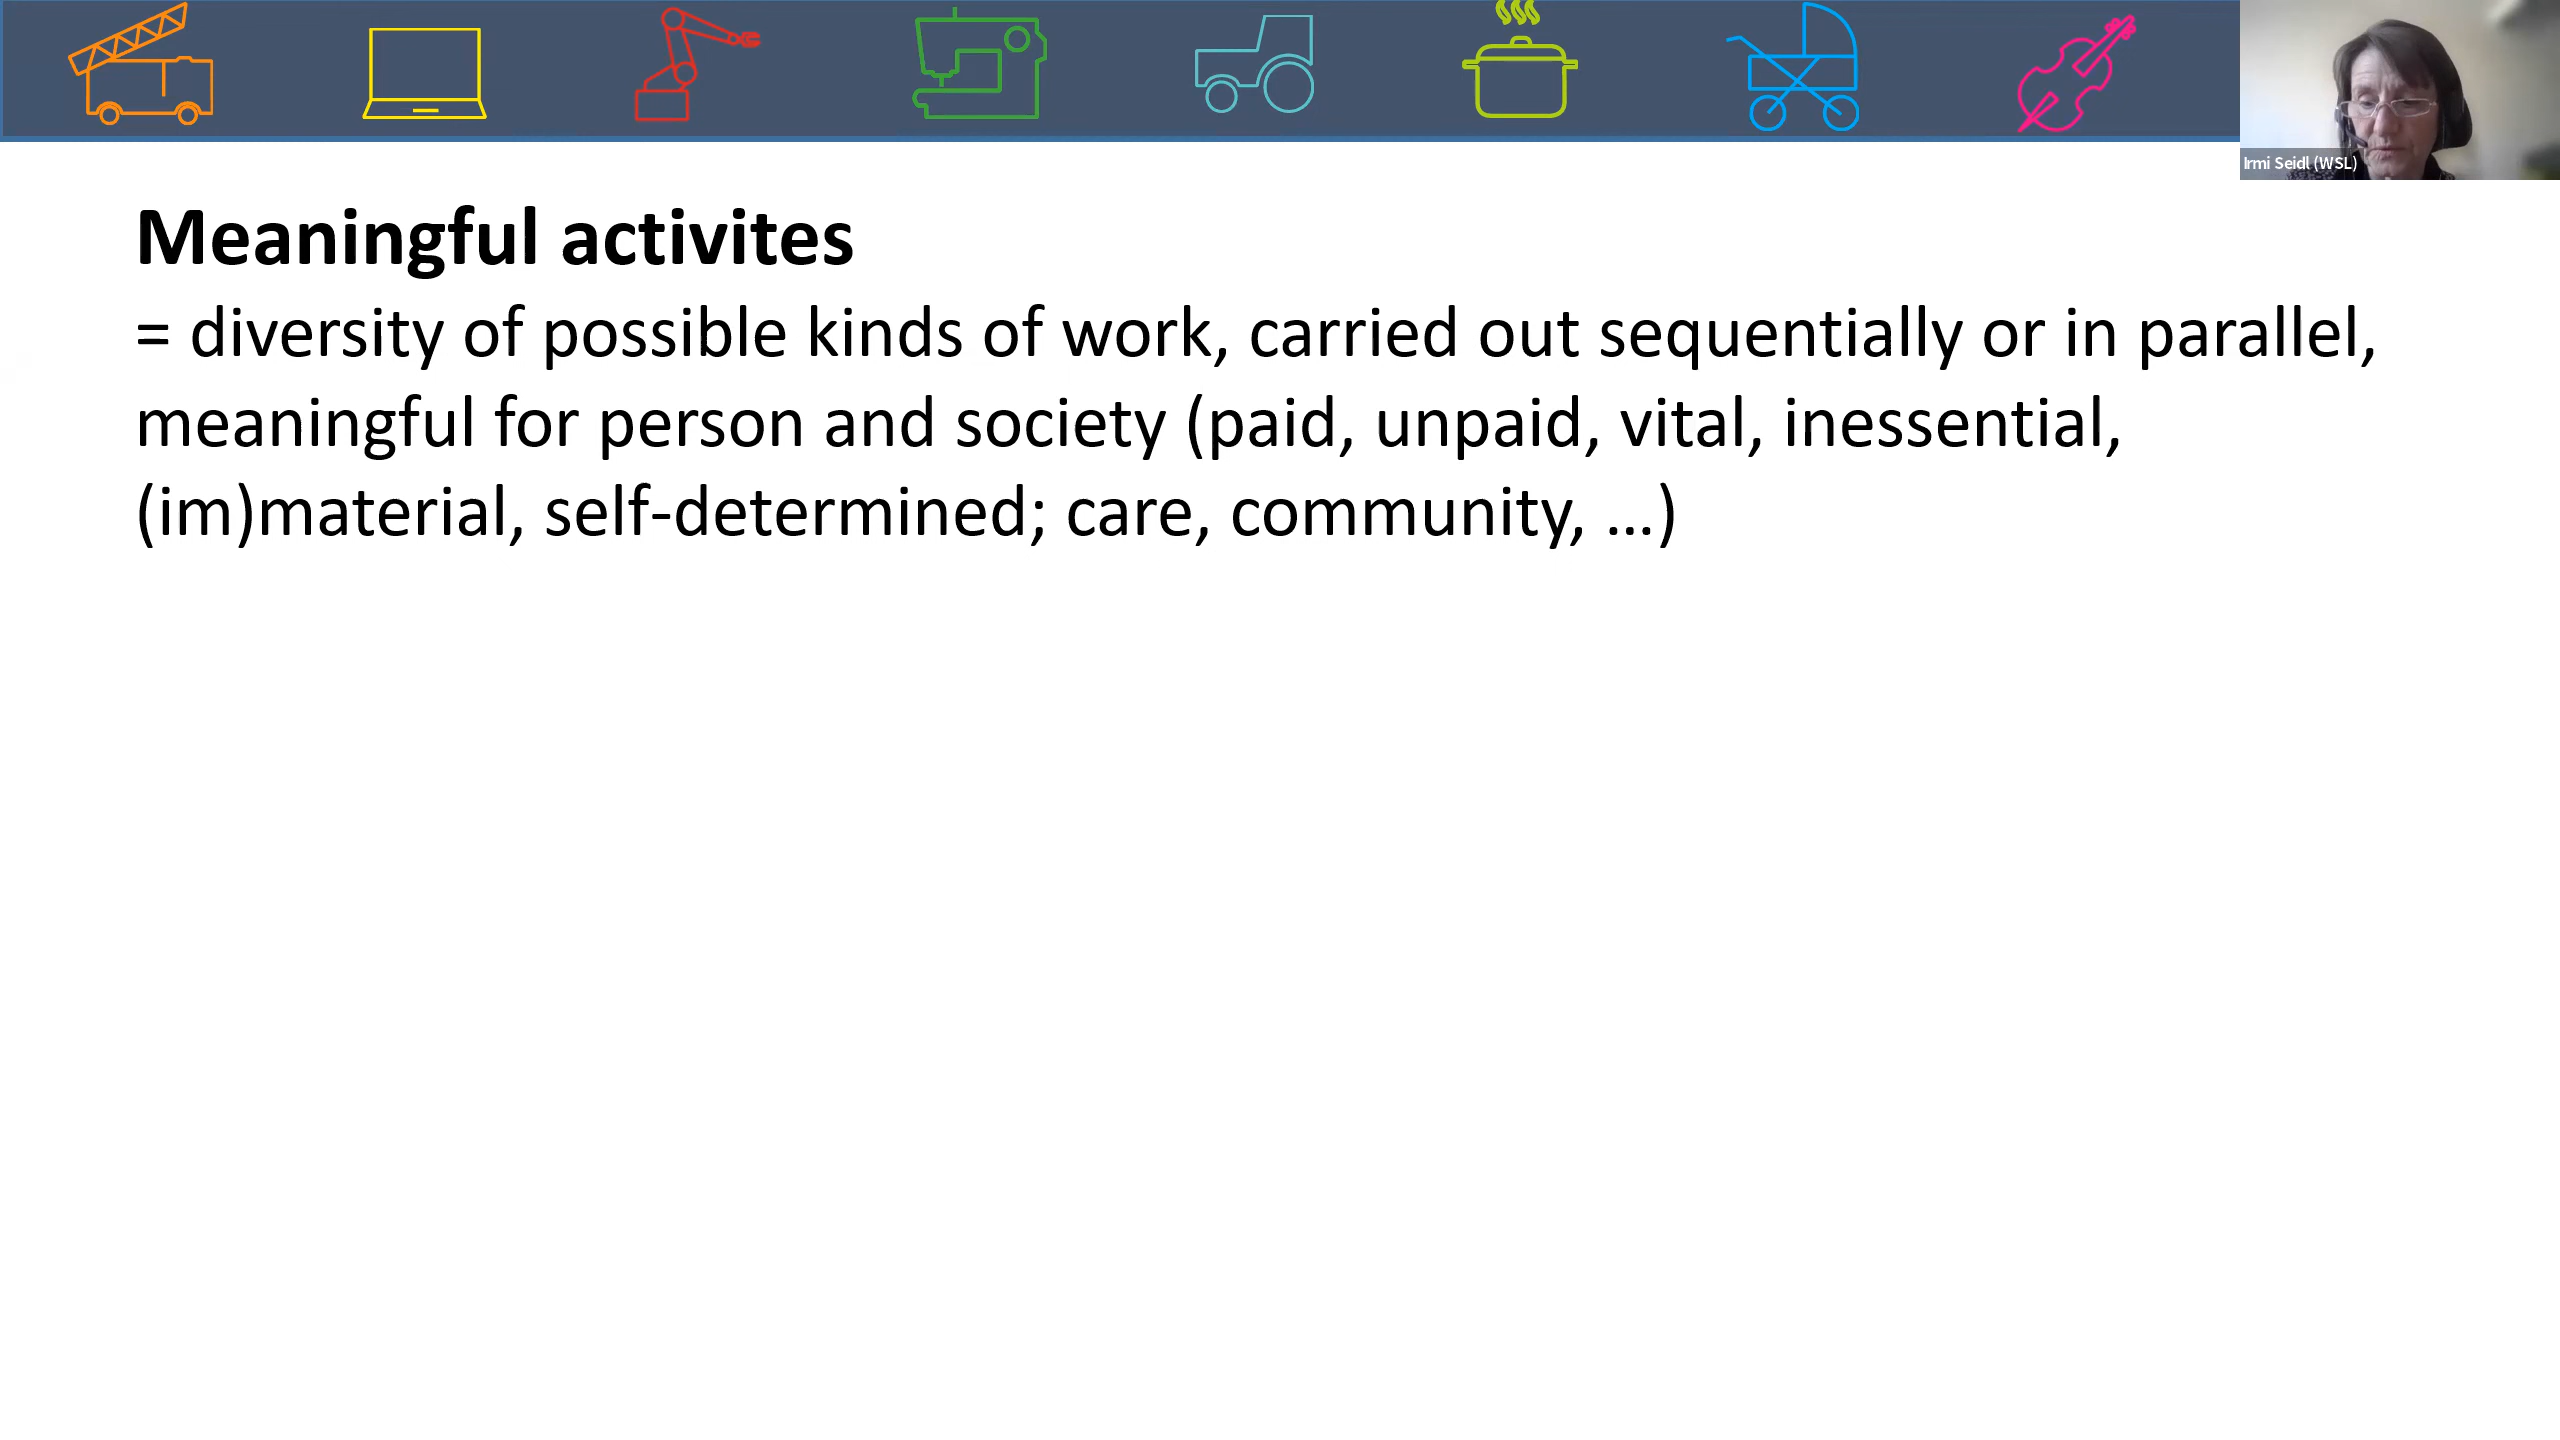 Irmi Seidl (WSL)
Meaningful activites
= diversity of possible kinds of work, carried out sequentially or in parallel,
meaningful for person and society (paid, unpaid, vital, inessential,
(im)material, self-determined; care, community, ...)